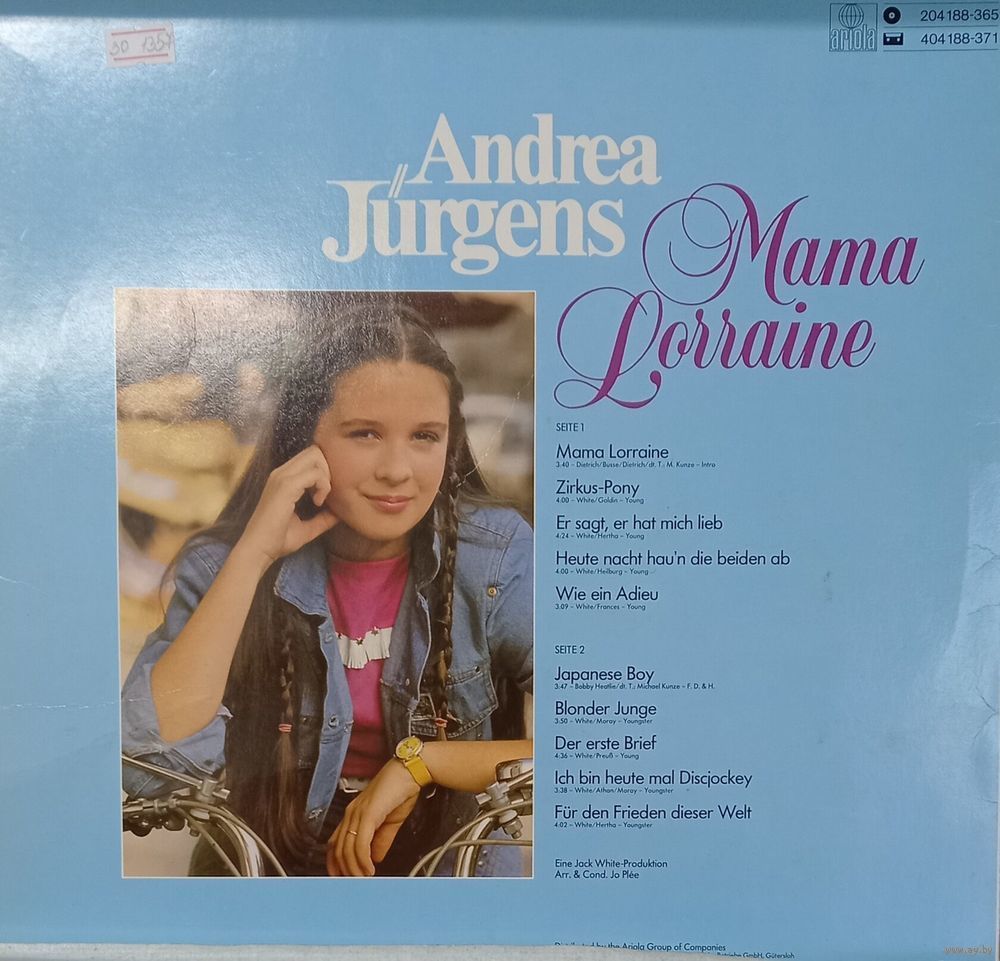 30 1357
ariola
204188-365
404188-371
Andrea
Jürgens
Mama
Lorraine
SEITE 1
Mama Lorraine
3:40 – Dietrich/Busse/Dietrich/dt. T.: M. Kunze – Intro
Zirkus-Pony
4:00 – White/Goldin – Young
Er sagt, er hat mich lieb
4:24 – White/Hertha – Young
Heute nacht hau'n die beiden ab
4:00 – White/Heilburg – Young
Wie ein Adieu
3:09 – White/Frances – Young
SEITE 2
Japanese Boy
3:47 – Bobby Heatlie/dt. T.: Michael Kunze – F. D. & H.
Blonder Junge
3:50 – White/Moray – Youngster
Der erste Brief
4:36 – White/Preuß – Young
Ich bin heute mal Discjockey
3:38 – White/Athan/Moray – Youngster
Für den Frieden dieser Welt
4:02 – White/Hertha – Youngster
Eine Jack White-Produktion
Arr. & Cond. Jo Plée
Distributed by the Ariola Group of Companies
GmbH, Gütersloh
www.ay.by